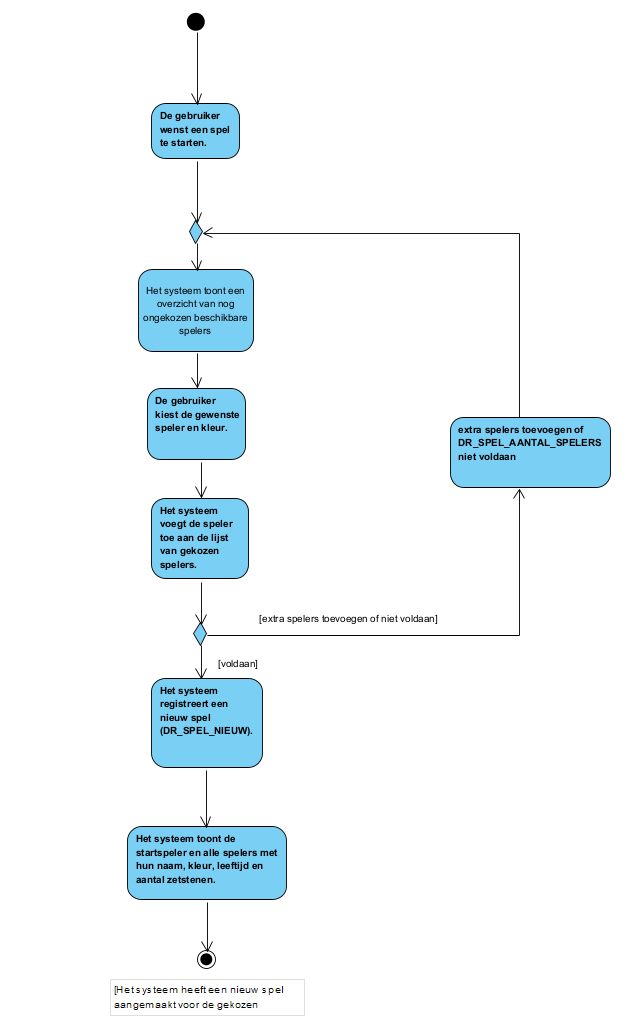 De gebruiker
wenst een spel
te starten.
Het systeem toont een
overzicht van nog
ongekozen beschikbare
spelers
De gebruiker
kiest de gewenste
speler en kleur.
extra spelers toevoegen of
DR_SPEL_AANTAL_SPELERS
niet voldaan
Het systeem
voegt de speler
toe aan de lijst
van gekozen
spelers.
[extra spelers toevoegen of niet voldaan]
[voldaan]
Het systeem
registreert een
nieuw spel
(DR_SPEL_NIEUW).
Het systeem toont de
startspeler en alle spelers met
hun naam, kleur, leeftijd en
aantal zetstenen.
[Het systeem heeft een nieuw spel
aangemaakt voor de gekozen